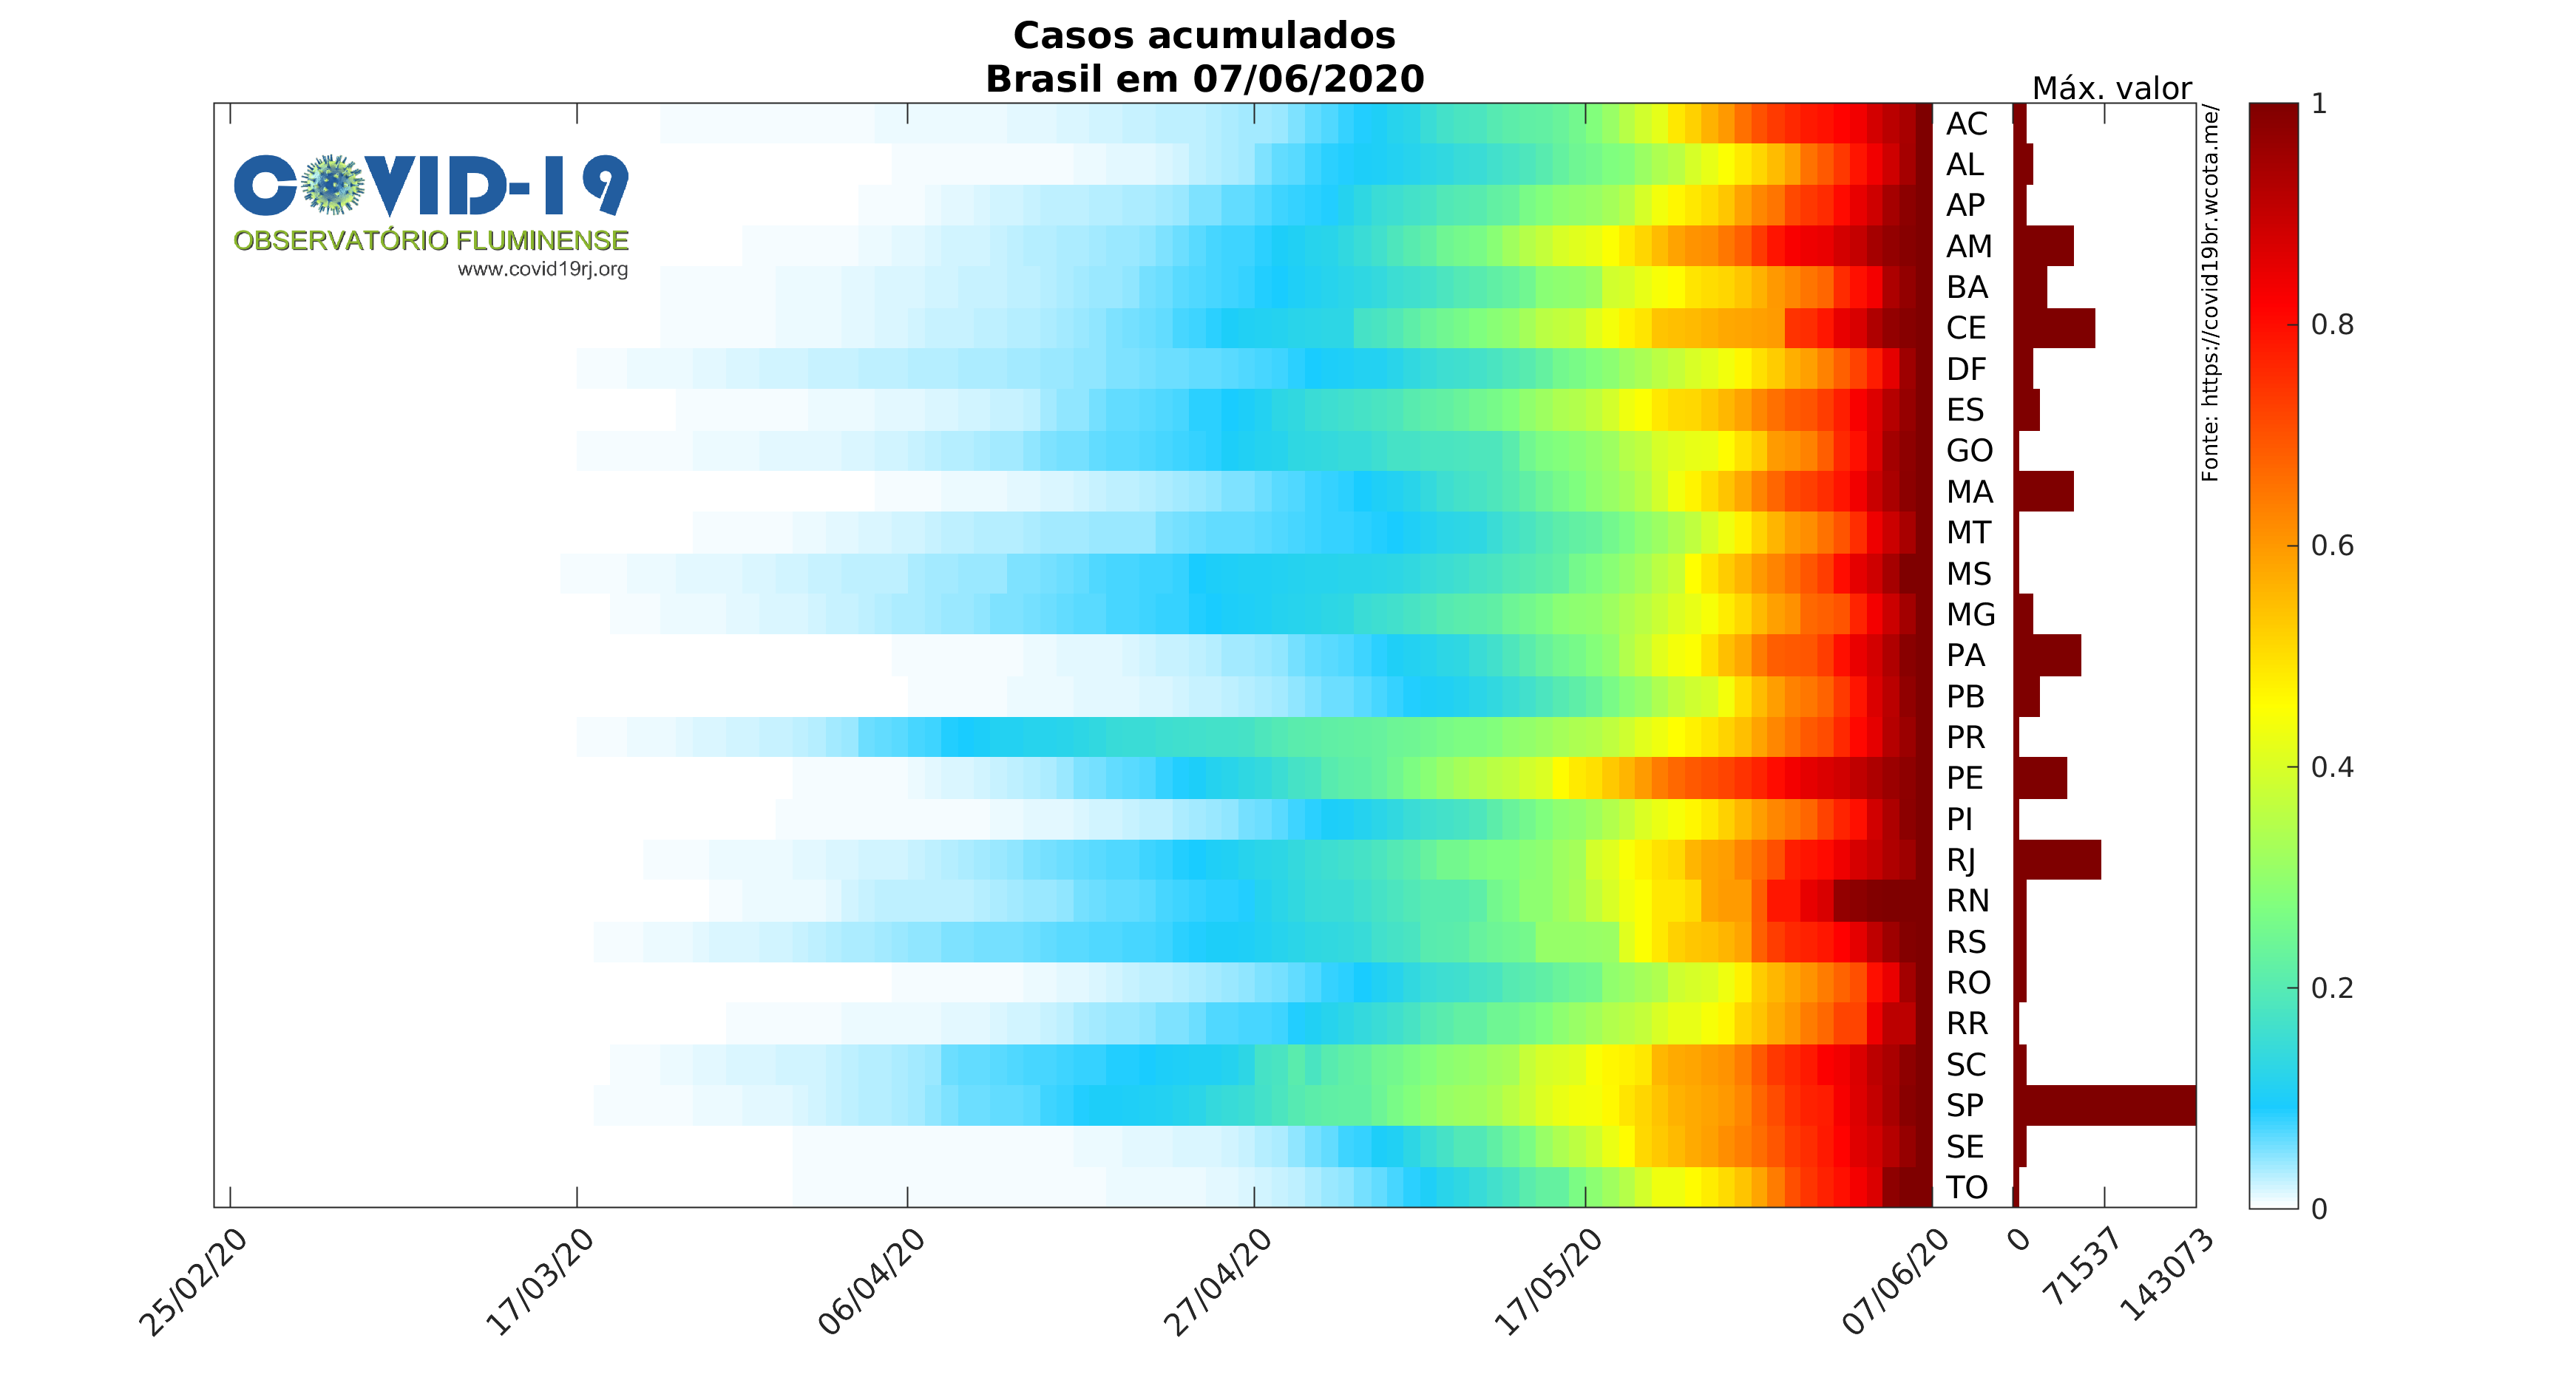 Casos acumulados
Brasil em 07/06/2020
Máx. valor
COVID-19
OBSERVATÓRIO FLUMINENSE
www.covid19rj.org
AC
AL
AP
AM
BA
CE
DF
ES
GO
MA
MT
MS
MG
PA
PB
PR
PE
PI
RJ
RN
RS
RO
RR
SC
SP
SE
TO
Fonte: https://covid19br.wcota.me/
1
0.8
0.6
0.4
0.2
0
25/02/20
17/03/20
06/04/20
27/04/20
17/05/20
07/06/20
0
71537
143073